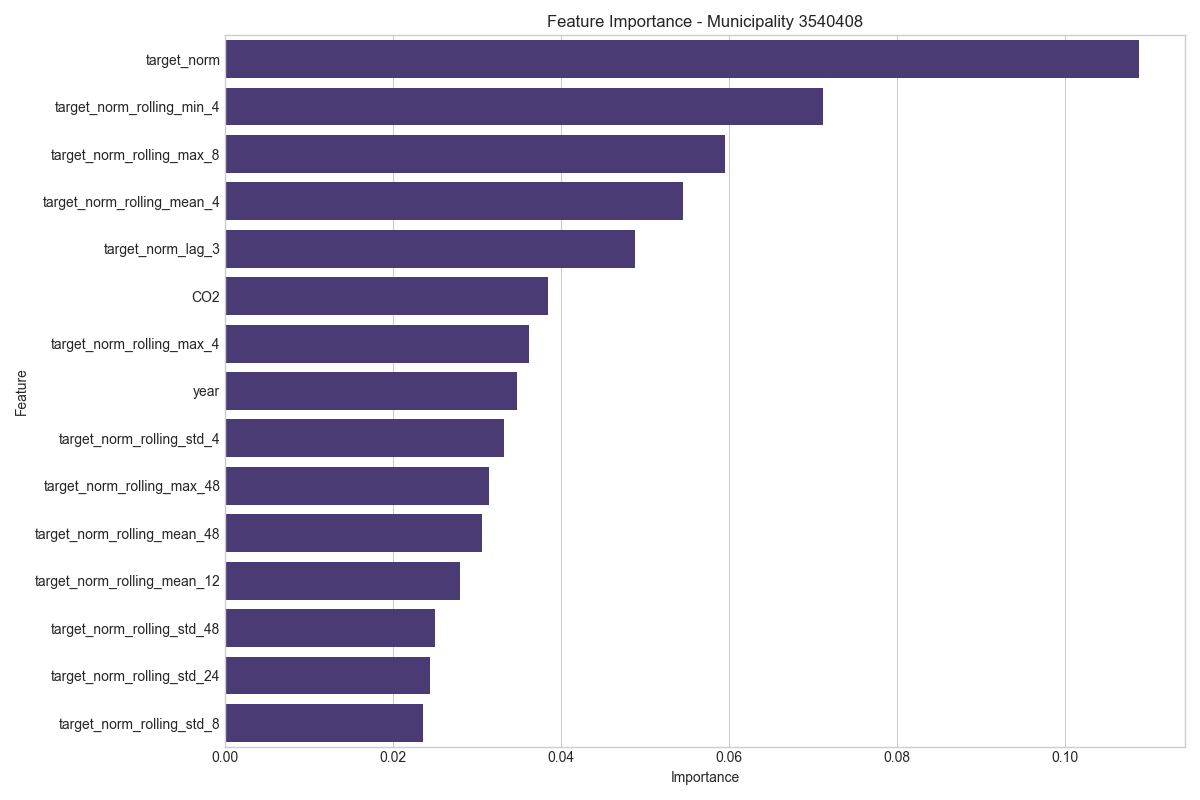 Feature Importance - Municipality 3540408
target_norm
target_norm_rolling_min_4
target_norm_rolling_max_8
target_norm_rolling_mean_4
target_norm_lag_3
CO2
target_norm_rolling_max_4
year
target_norm_rolling_std_4
target_norm_rolling_max_48
target_norm_rolling_mean_48
target_norm_rolling_mean_12
target_norm_rolling_std_48
target_norm_rolling_std_24
target_norm_rolling_std_8
Feature
0.00 0.02 0.04 0.06 0.08 0.10
Importance